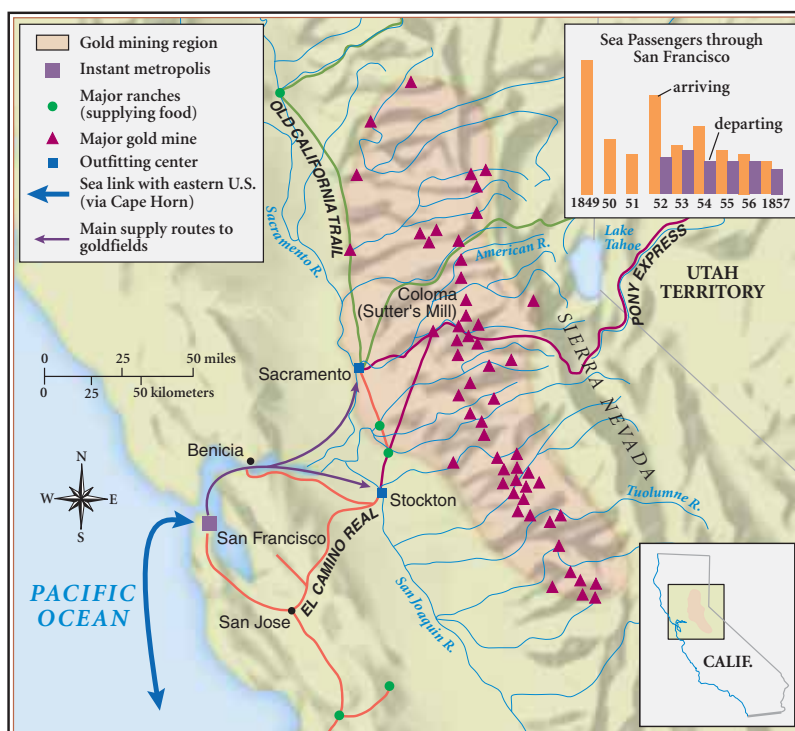 Gold mining region
Instant metropolis
Major ranches
(supplying food)
Major gold mine
Outfitting center
Sea link with eastern U.S.
(via Cape Horn)
Main supply routes to
goldfields
Sea Passengers through
San Francisco
arriving
departing
1849 50 51 52 53 54 55 56 1857
OLD CALIFORNIA TRAIL
Sacramento R.
American R.
Lake
Tahoe
PONY EXPRESS
UTAH
TERRITORY
Coloma
(Sutter's Mill)
SIERRA NEVADA
0 25 50 miles
0 25 50 kilometers
Sacramento
Benicia
N
W E
S
Stockton
Tuolumne R.
San Francisco
EL CAMINO REAL
PACIFIC
OCEAN
San Jose
San Joaquin R.
CALIF.